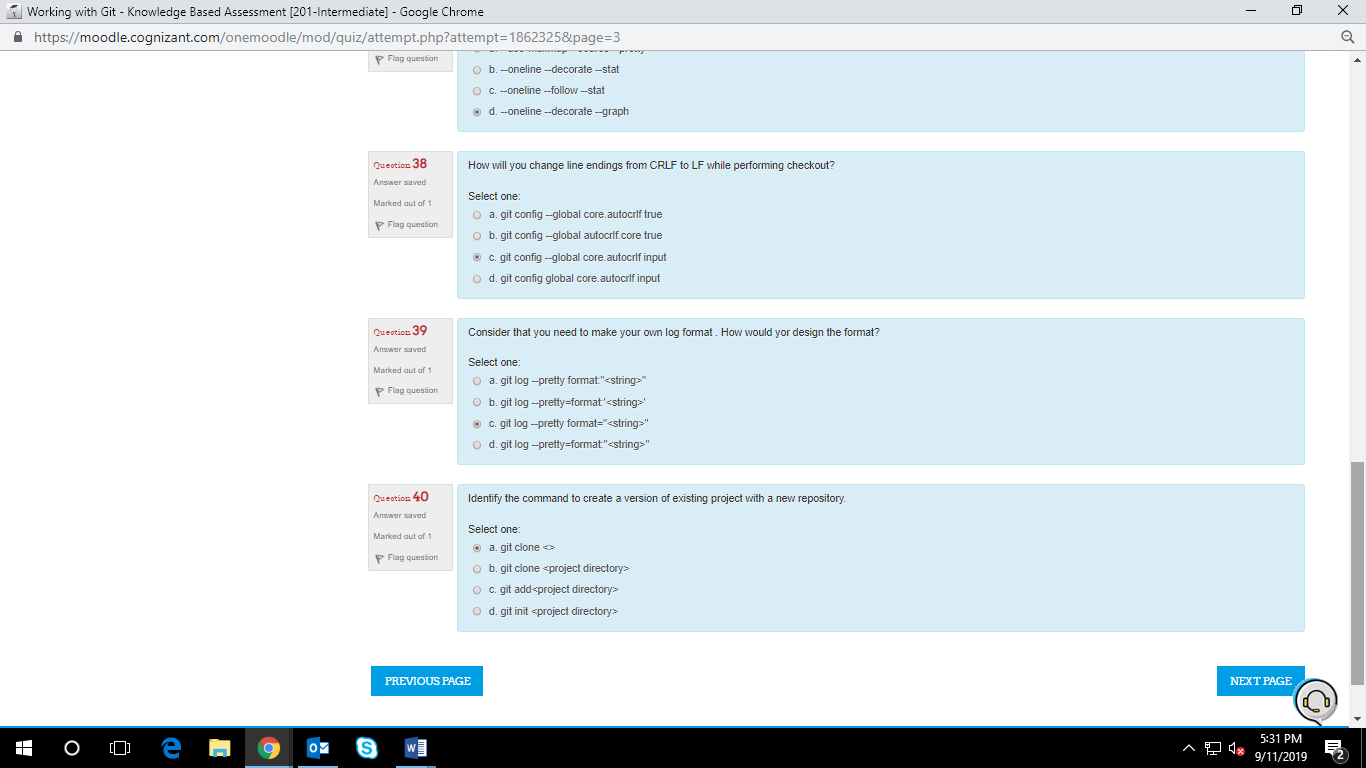 Working with Git - Knowledge Based Assessment [201-Intermediate] - Google Chrome
https://moodle.cognizant.com/onemoodle/mod/quiz/attempt.php?attempt=1862325&page=3
Flag question
b. --oneline --decorate --stat
c. --oneline --follow --stat
d. --oneline --decorate --graph
Question 38
Answer saved
Marked out of 1
Flag question
How will you change line endings from CRLF to LF while performing checkout?
Select one:
a. git config --global core.autocrlf true
b. git config --global autocrlf.core true
c. git config --global core.autocrlf input
d. git config global core.autocrlf input
Question 39
Answer saved
Marked out of 1
Flag question
Consider that you need to make your own log format . How would yor design the format?
Select one:
a. git log --pretty format:"<string>"
b. git log --pretty=format:'<string>'
c. git log --pretty format="<string>"
d. git log --pretty=format:"<string>"
Question 40
Answer saved
Marked out of 1
Flag question
Identify the command to create a version of existing project with a new repository.
Select one:
a. git clone <>
b. git clone <project directory>
c. git add<project directory>
d. git init <project directory>
PREVIOUS PAGE
NEXT PAGE
5:31 PM
9/11/2019
2